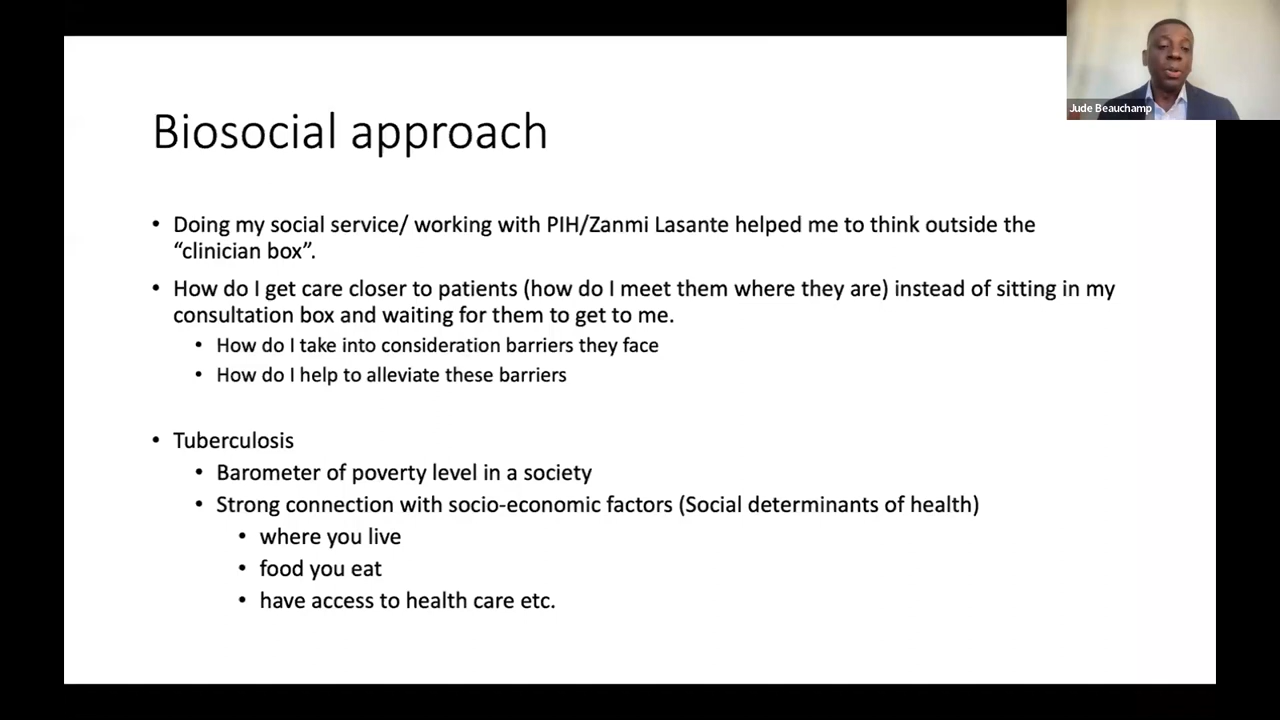 Jude Beauchamp
Biosocial approach
• Doing my social service/ working with PIH/Zanmi Lasante helped me to think outside the
“clinician box”.
• How do I get care closer to patients (how do I meet them where they are) instead of sitting in my
consultation box and waiting for them to get to me.
• How do I take into consideration barriers they face
• How do I help to alleviate these barriers
• Tuberculosis
• Barometer of poverty level in a society
• Strong connection with socio-economic factors (Social determinants of health)
• where you live
• food you eat
• have access to health care etc.